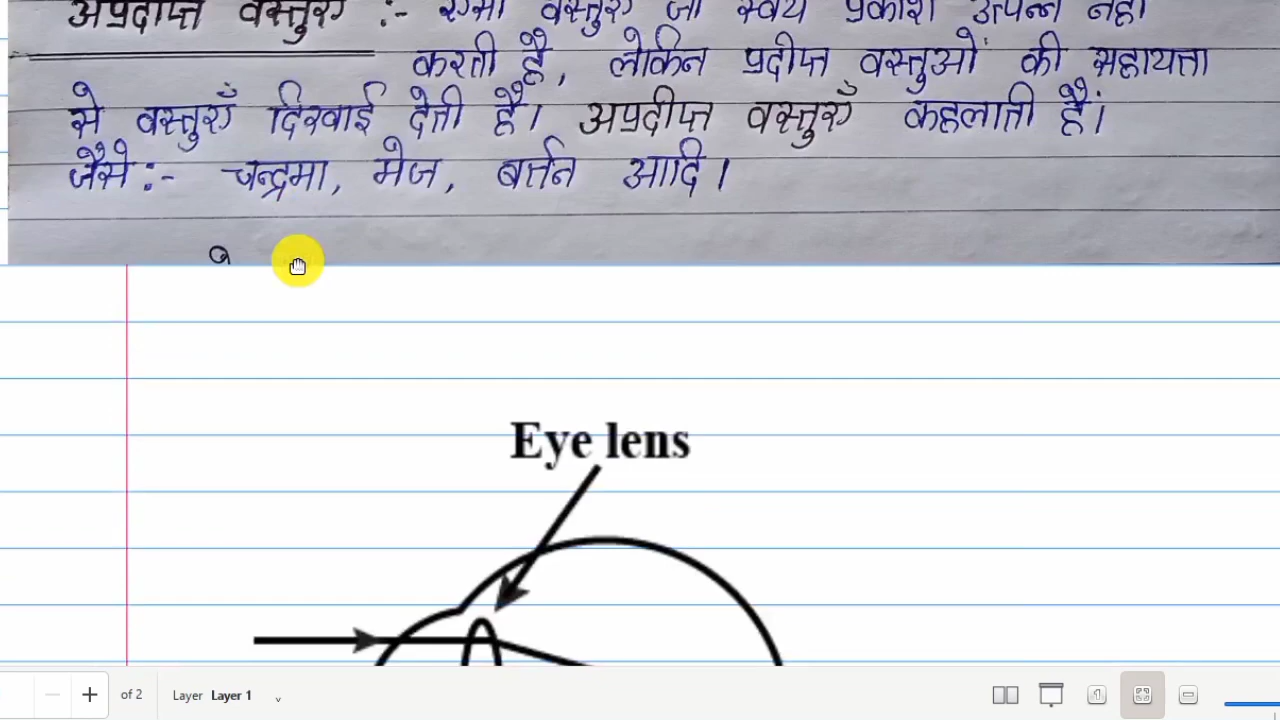 अप्रदीप्त वस्तुएँ :- ऐसी वस्तुएँ जो स्वयं प्रकाश उत्पन्न नहीं
करती है, लेकिन प्रदीप्त वस्तुओं की सहायता
से वस्तुएँ दिखाई देती है। अप्रदीप्त वस्तुएँ कहलाती हैं।
जैसे :- चन्द्रमा, मेज, बर्तन आदि।
Eye lens
of 2 Layer Layer 1